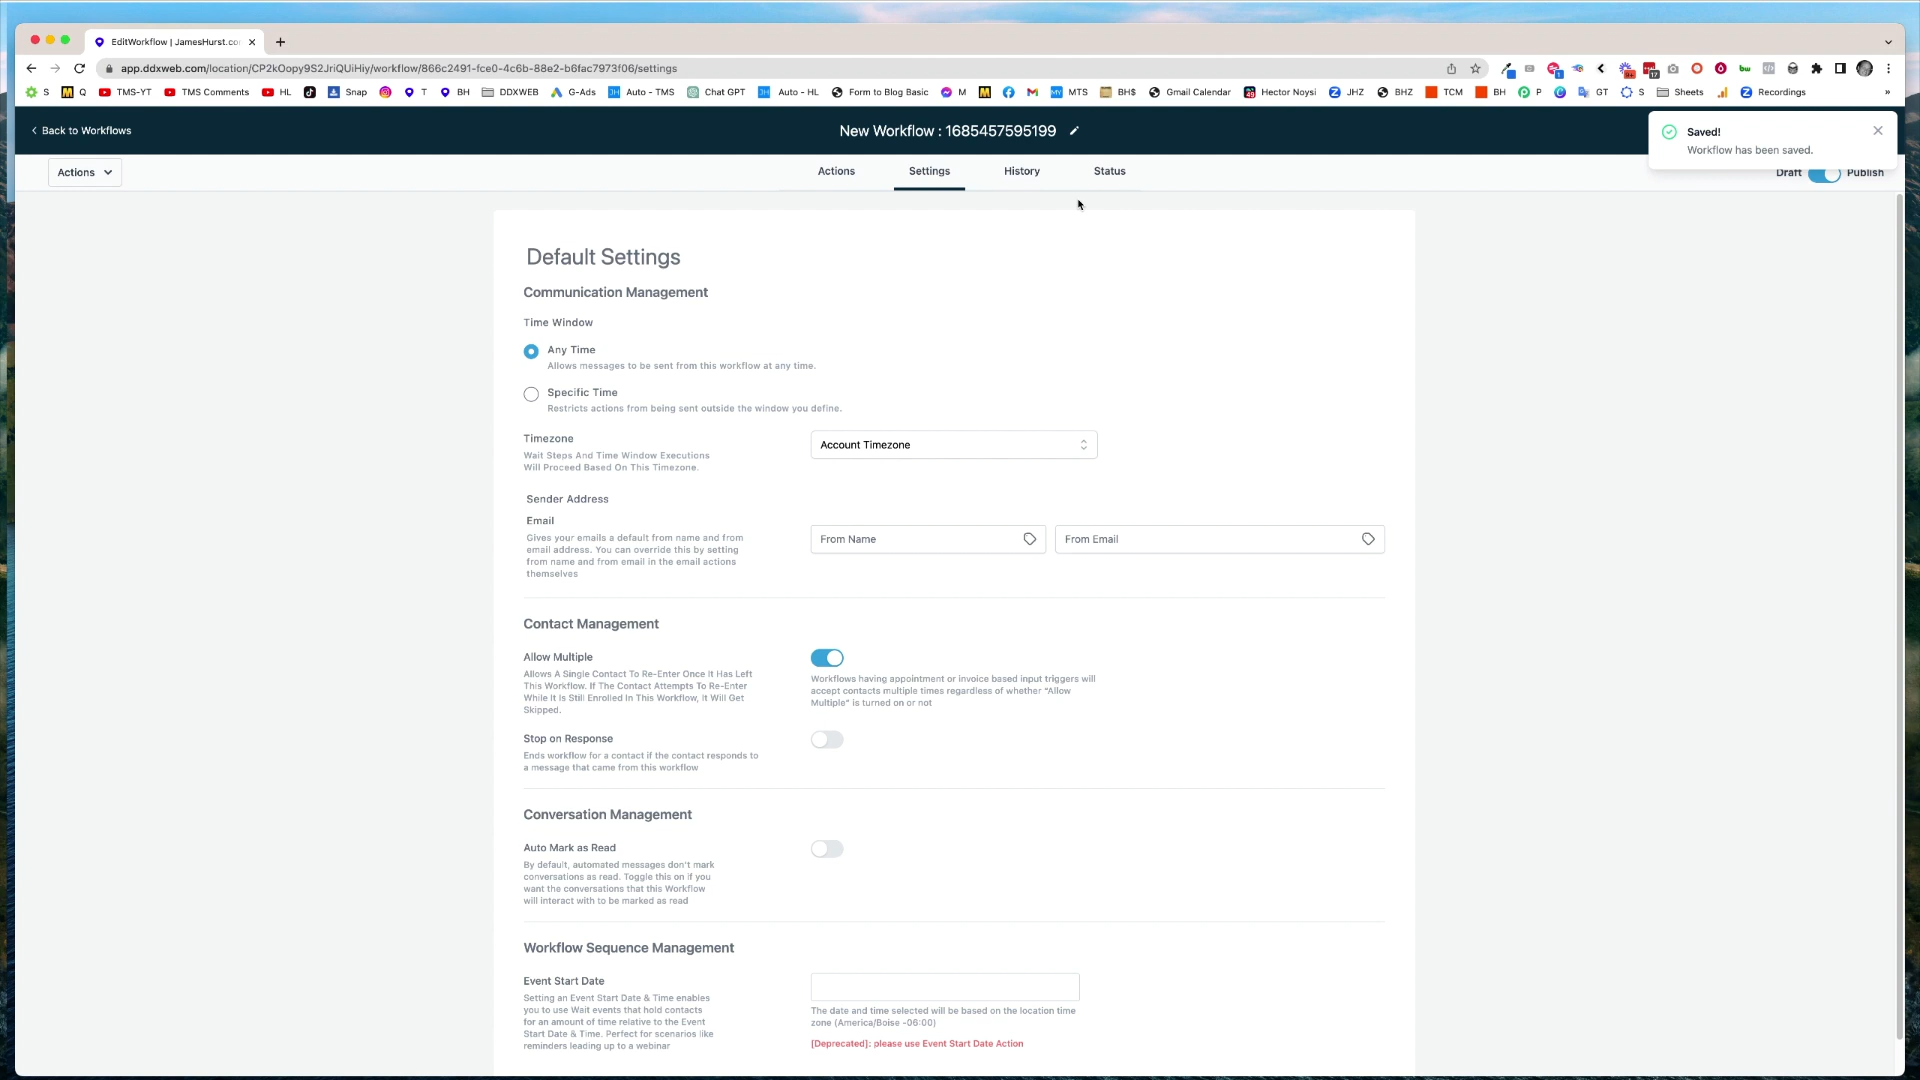 EditWorkflow | JamesHurst.co
app.ddxweb.com/location/CP2kOopy9S2JriQUiHiy/workflow/866c2491-fce0-4c6b-88e2-b6fac7973f06/settings
S Q TMS-YT TMS Comments HL Snap T BH DDXWEB G-Ads Auto - TMS Chat GPT Auto - HL Form to Blog Basic M MTS BH$ Gmail Calendar Hector Noysi JHZ BHZ TCM BH P GT S Sheets Recordings »
Back to Workflows
New Workflow : 1685457595199
Saved!
Workflow has been saved.
Actions
Actions Settings History Status
Draft Publish
Default Settings
Communication Management
Time Window
Any Time
Allows messages to be sent from this workflow at any time.
Specific Time
Restricts actions from being sent outside the window you define.
Timezone
Account Timezone
Wait Steps And Time Window Executions
Will Proceed Based On This Timezone.
Sender Address
Email
Gives your emails a default from name and from
email address. You can override this by setting
from name and from email in the email actions
themselves
From Name
From Email
Contact Management
Allow Multiple
Allows A Single Contact To Re-Enter Once It Has Left
This Workflow. If The Contact Attempts To Re-Enter
While It Is Still Enrolled In This Workflow, It Will Get
Skipped.
Workflows having appointment or invoice based input triggers will
accept contacts multiple times regardless of whether "Allow
Multiple" is turned on or not
Stop on Response
Ends workflow for a contact if the contact responds to
a message that came from this workflow
Conversation Management
Auto Mark as Read
By default, automated messages don't mark
conversations as read. Toggle this on if you
want the conversations that this Workflow
will interact with to be marked as read
Workflow Sequence Management
Event Start Date
Setting an Event Start Date & Time enables
you to use Wait events that hold contacts
for an amount of time relative to the Event
Start Date & Time. Perfect for scenarios like
reminders leading up to a webinar
The date and time selected will be based on the location time
zone (America/Boise -06:00)
[Deprecated]: please use Event Start Date Action